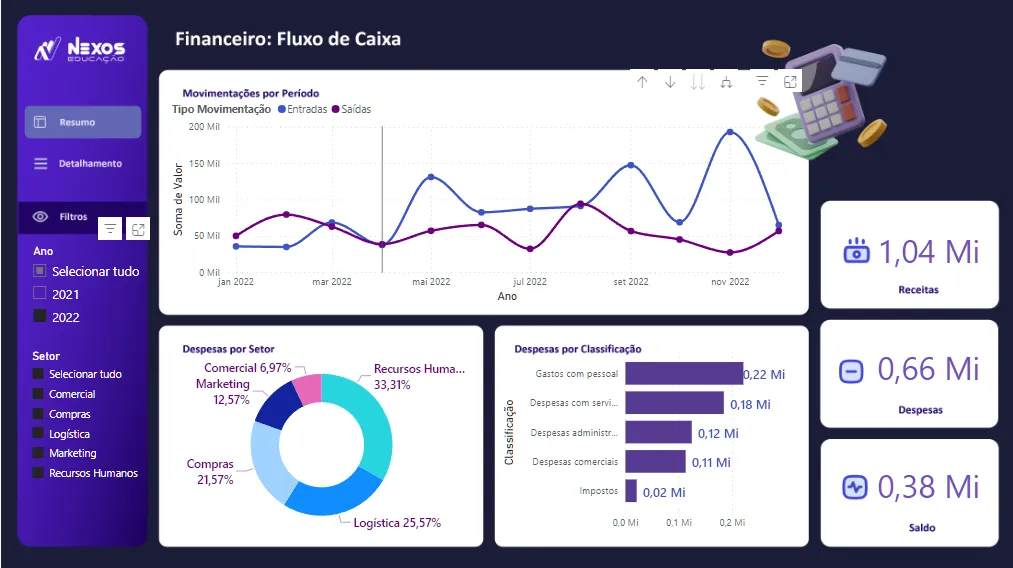 NEXOS
EDUCAÇÃO
Financeiro: Fluxo de Caixa
Resumo
Detalhamento
Filtros
Ano
Selecionar tudo
2021
2022
Setor
Selecionar tudo
Comercial
Compras
Logística
Marketing
Recursos Humanos
Movimentações por Período
Tipo Movimentação Entradas Saídas
Soma de Valor
200 Mil
150 Mil
100 Mil
50 Mil
0 Mil
jan 2022 mar 2022 mai 2022 jul 2022 set 2022 nov 2022
Ano
1,04 Mi
Receitas
0,66 Mi
Despesas
0,38 Mi
Saldo
Despesas por Setor
Comercial 6,97%
Recursos Huma...
33,31%
Marketing
12,57%
Compras
21,57%
Logística 25,57%
Despesas por Classificação
Classificação
Gastos com pessoal 0,22 Mi
Despesas com servi... 0,18 Mi
Despesas administr... 0,12 Mi
Despesas comerciais 0,11 Mi
Impostos 0,02 Mi
0,0 Mi 0,1 Mi 0,2 Mi